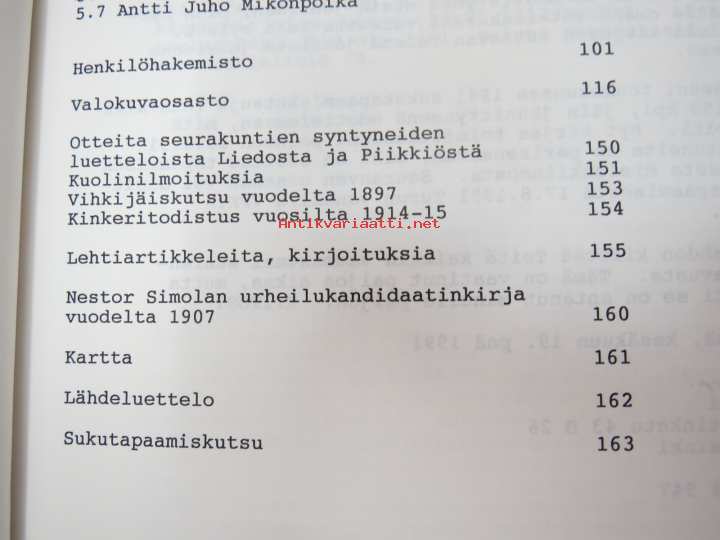 5.7 Antti Juho Mikonpoika
Henkilöhakemisto 101
Valokuvaosasto 116
Otteita seurakuntien syntyneiden
luetteloista Liedosta ja Piikkiöstä 150
Kuolinilmoituksia 151
Vihkijäiskutsu vuodelta 1897 153
Kinkeritodistus vuosilta 1914-15 154
Antikvariaatti.net
Lehtiartikkeleita, kirjoituksia 155
Nestor Simolan urheilukandidaatinkirja
vuodelta 1907 160
Kartta 161
Lähdeluettelo 162
Sukutapaamiskutsu 163